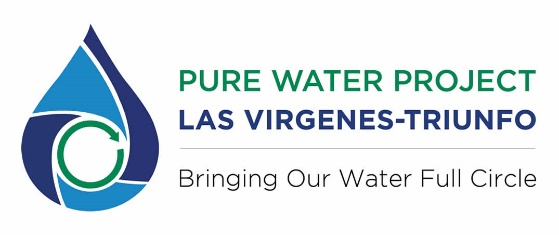 PURE WATER PROJECT
LAS VIRGENES-TRIUNFO
Bringing Our Water Full Circle